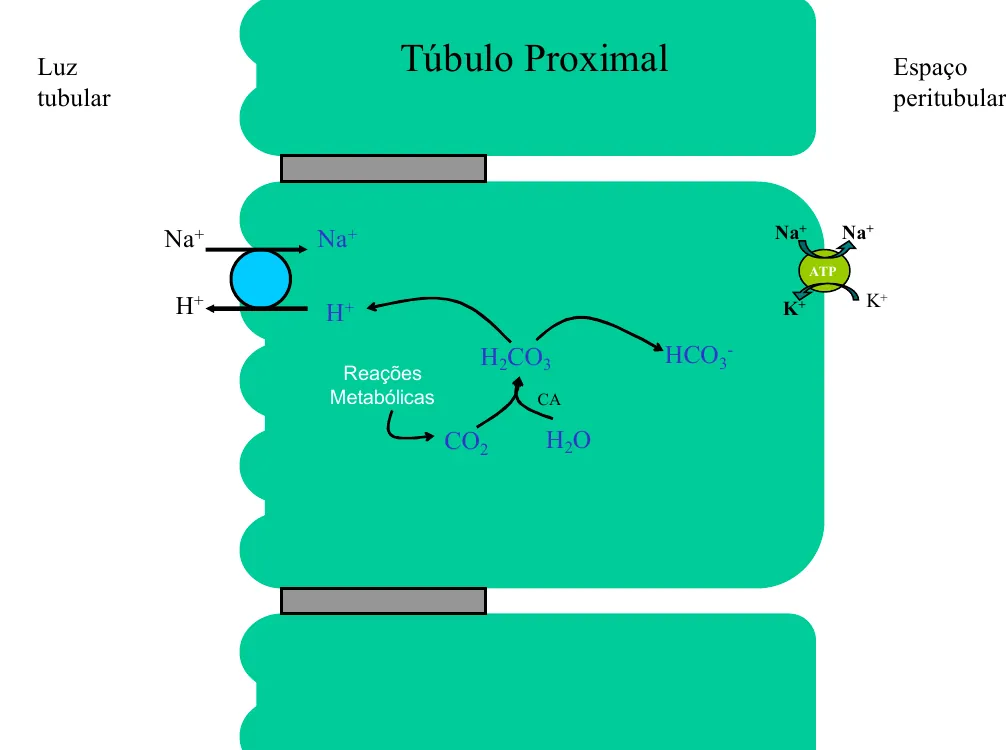 Túbulo Proximal
Luz
tubular
Espaço
peritubular
Na⁺
Na⁺
H⁺
H⁺
Na⁺
Na⁺
ATP
K⁺
K⁺
H₂CO₃
HCO₃⁻
Reações
Metabólicas
CA
CO₂
H₂O